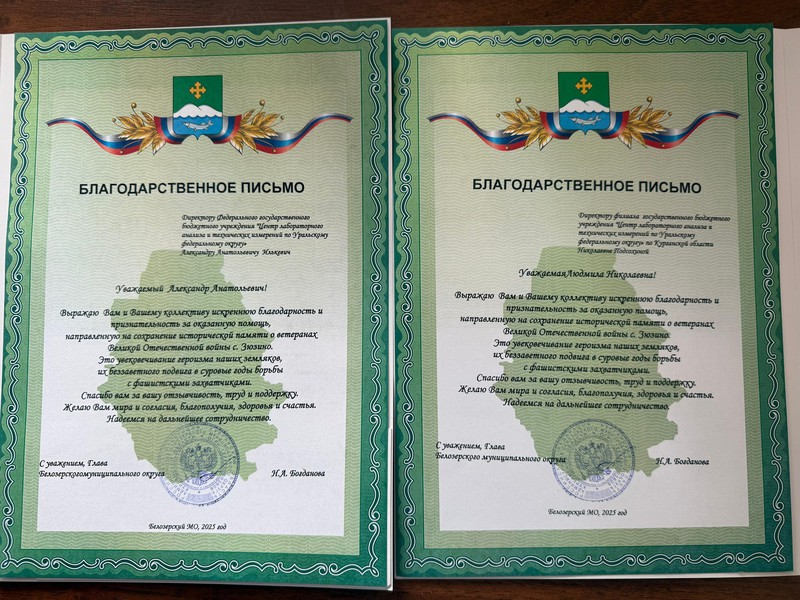 БЛАГОДАРСТВЕННОЕ ПИСЬМО
Директору Федерального государственного
бюджетного учреждения "Центр лабораторного
анализа и технических измерений по Уральскому
федеральному округу»
Александру Анатольевичу Илькевич
Уважаемый Александр Анатольевич!
Выражаю Вам и Вашему коллективу искреннюю благодарность и
признательность за оказанную помощь,
направленную на сохранение исторической памяти о ветеранах
Великой Отечественной войны с. Зюзино.
Это увековечивание героизма наших земляков,
их беззаветного подвига в суровые годы борьбы
с фашистскими захватчиками.
Спасибо вам за вашу отзывчивость, труд и поддержку.
Желаю Вам мира и согласия, благополучия, здоровья и счастья.
Надеемся на дальнейшее сотрудничество.
С уважением, Глава
Белозерскогомуниципального округа
Н.А. Богданова
Белозерский МО, 2025 год
БЛАГОДАРСТВЕННОЕ ПИСЬМО
Директору филиала государственного бюджетного
учреждения "Центр лабораторного анализа и
технических измерений по Уральскому
федеральному округу» по Курганской области
Николаевне Подсохиной
УважаемаяЛюдмила Николаевна!
Выражаю Вам и Вашему коллективу искреннюю благодарность и
признательность за оказанную помощь,
направленную на сохранение исторической памяти о ветеранах
Великой Отечественной войны с. Зюзино.
Это увековечивание героизма наших земляков,
их беззаветного подвига в суровые годы борьбы
с фашистскими захватчиками.
Спасибо вам за вашу отзывчивость, труд и поддержку.
Желаю Вам мира и согласия, благополучия, здоровья и счастья.
Надеемся на дальнейшее сотрудничество.
С уважением, Глава
Белозерского муниципального округа
Н.А. Богданова
Белозерский МО, 2025 год